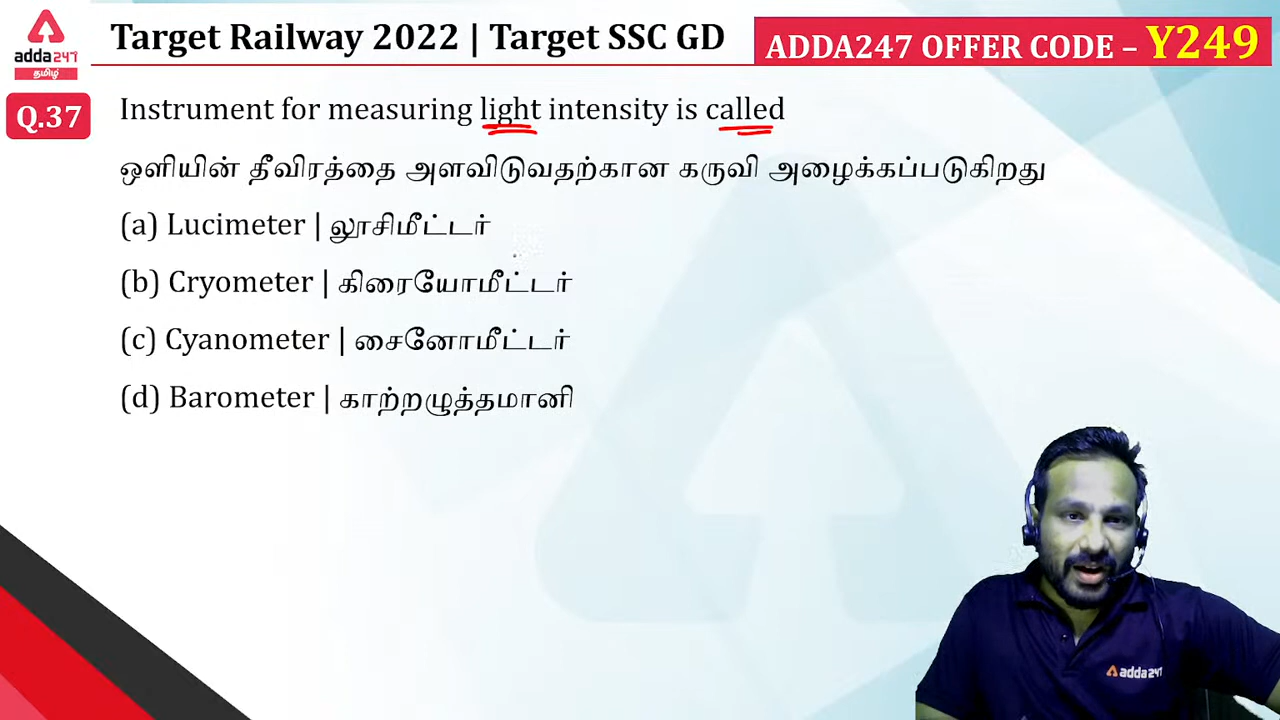 adda247
தமிழ்
Target Railway 2022 | Target SSC GD
ADDA247 OFFER CODE – Y249
Q.37
Instrument for measuring light intensity is called
ஒளியின் தீவிரத்தை அளவிடுவதற்கான கருவி அழைக்கப்படுகிறது
(a) Lucimeter | லூசிமீட்டர்
(b) Cryometer | கிரையோமீட்டர்
(c) Cyanometer | சைனோமீட்டர்
(d) Barometer | காற்றழுத்தமானி
adda247